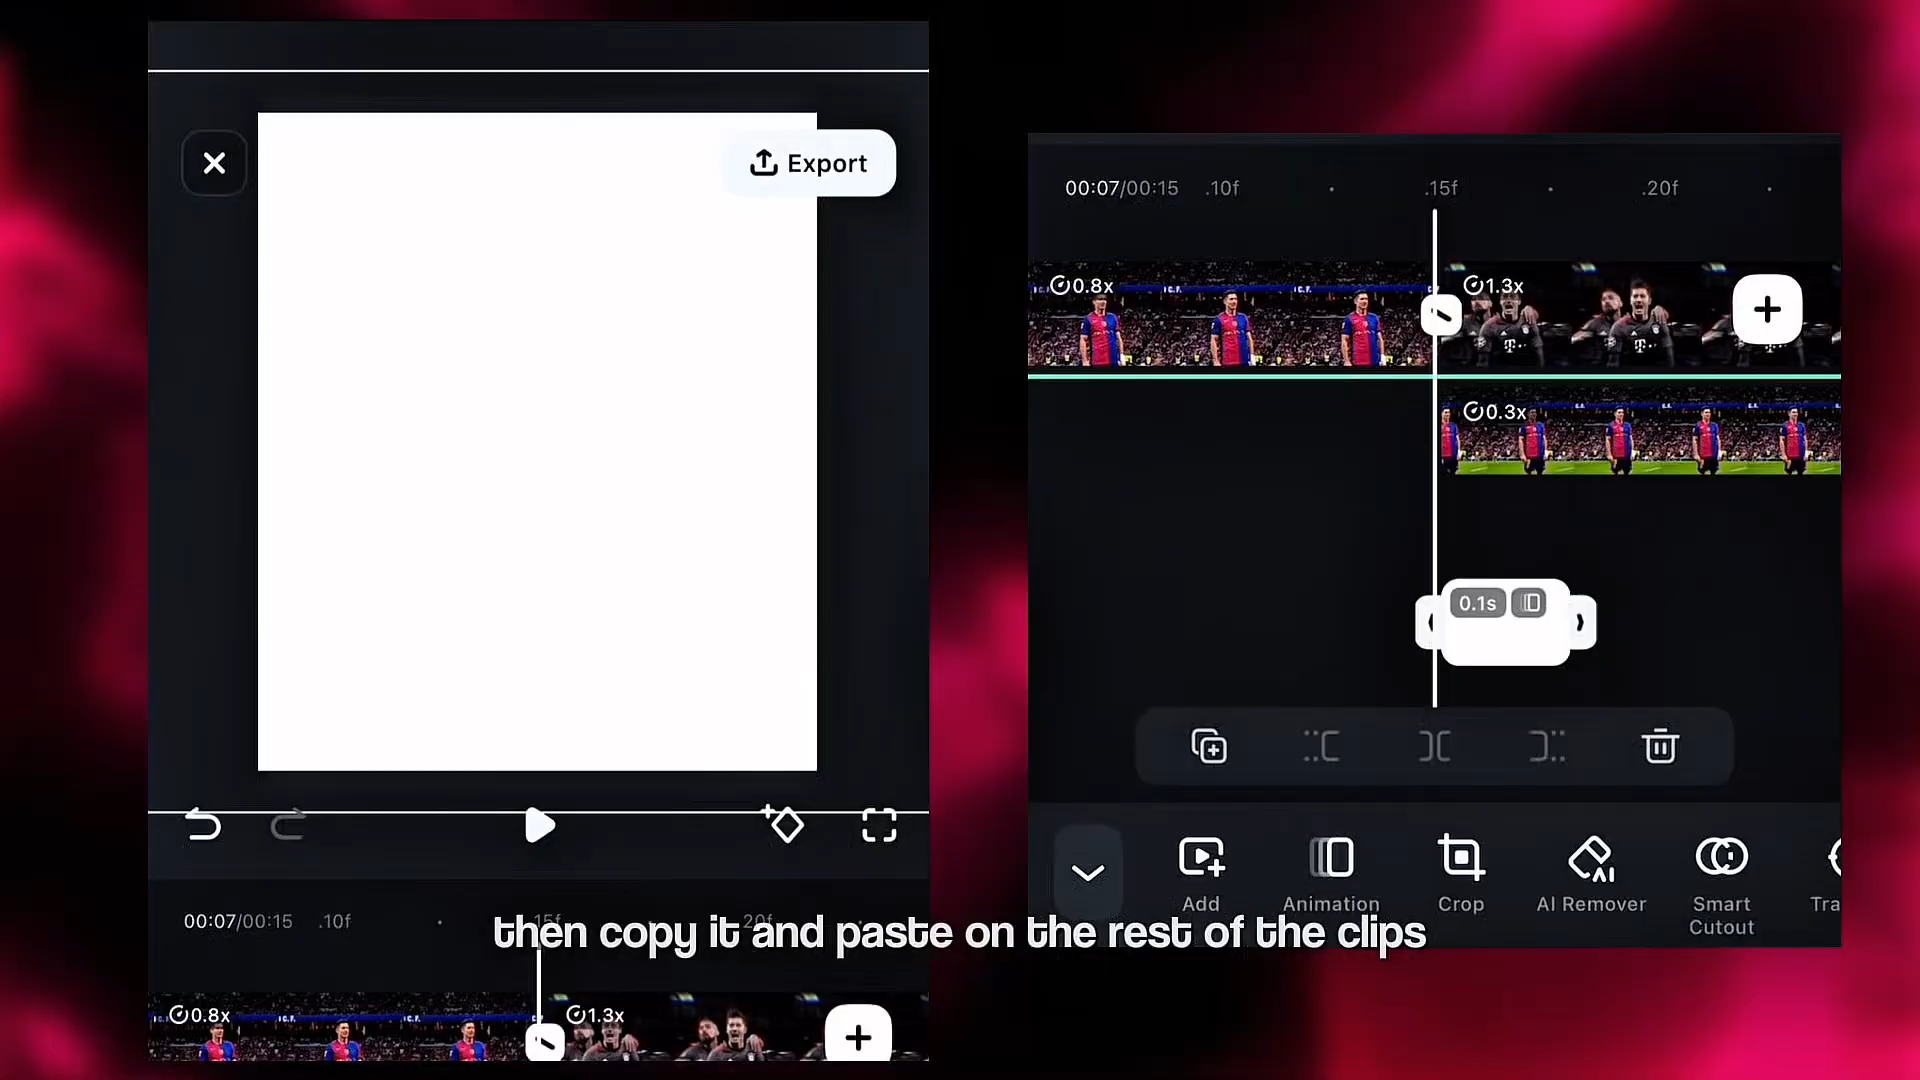 Export
00:07/00:15 .10f .15f .20f
0.8x 1.3x
0.3x
0.1s
Add Animation Crop AI Remover Smart Cutout Tra
00:07/00:15 .10f .15f .20f
then copy it and paste on the rest of the clips
0.8x 1.3x